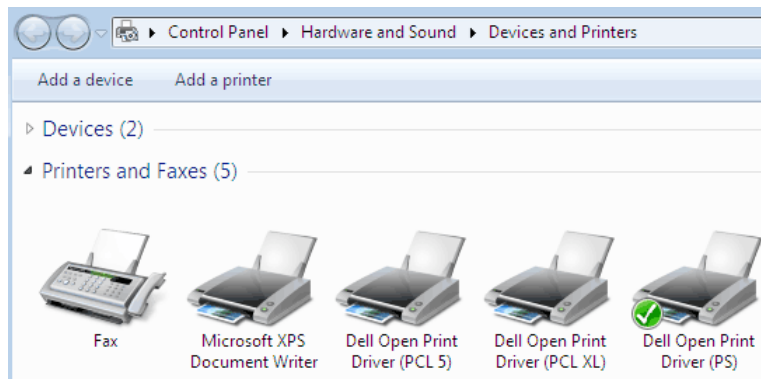 Control Panel Hardware and Sound Devices and Printers
Add a device Add a printer
Devices (2)
Printers and Faxes (5)
Fax
Microsoft XPS
Document Writer
Dell Open Print
Driver (PCL 5)
Dell Open Print
Driver (PCL XL)
Dell Open Print
Driver (PS)